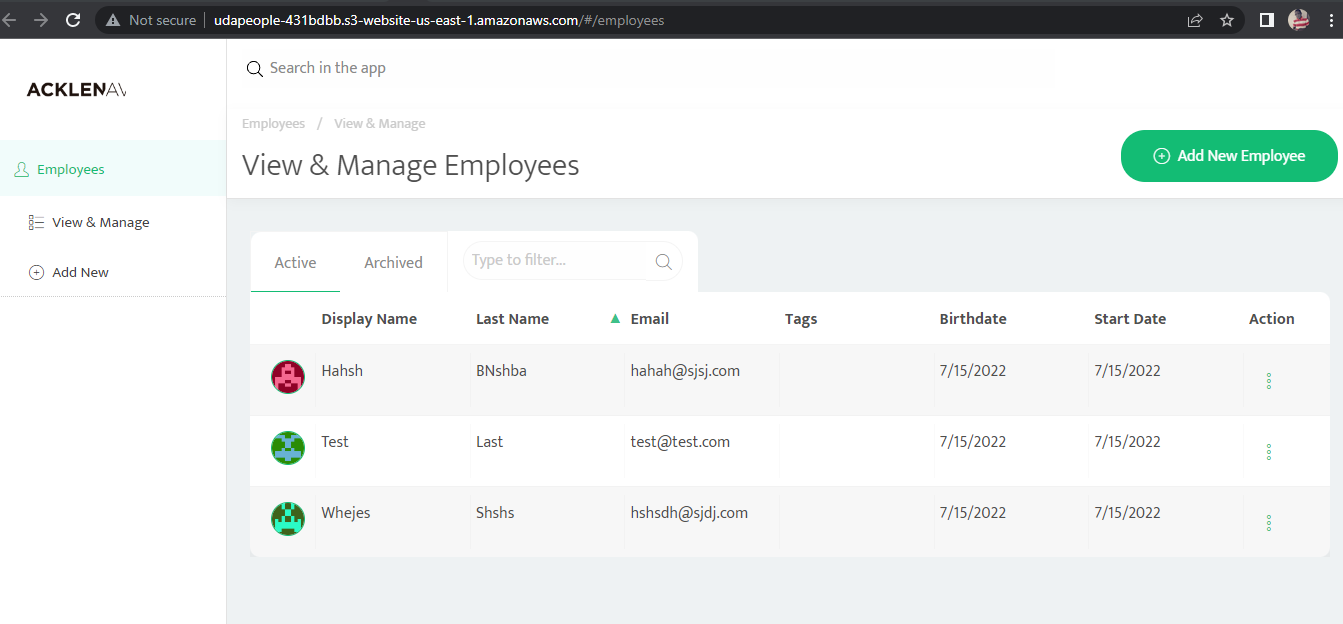 Not secure udapeople-431bdbb.s3-website-us-east-1.amazonaws.com/#/employees
Search in the app
ACKLENAV
Employees / View & Manage
View & Manage Employees
Add New Employee
Employees
View & Manage
Add New
Active Archived Type to filter...
Display Name Last Name Email Tags Birthdate Start Date Action
Hahsh BNshba hahah@sjsj.com 7/15/2022 7/15/2022
Test Last test@test.com 7/15/2022 7/15/2022
Whejes Shshs hshsdh@sjdj.com 7/15/2022 7/15/2022